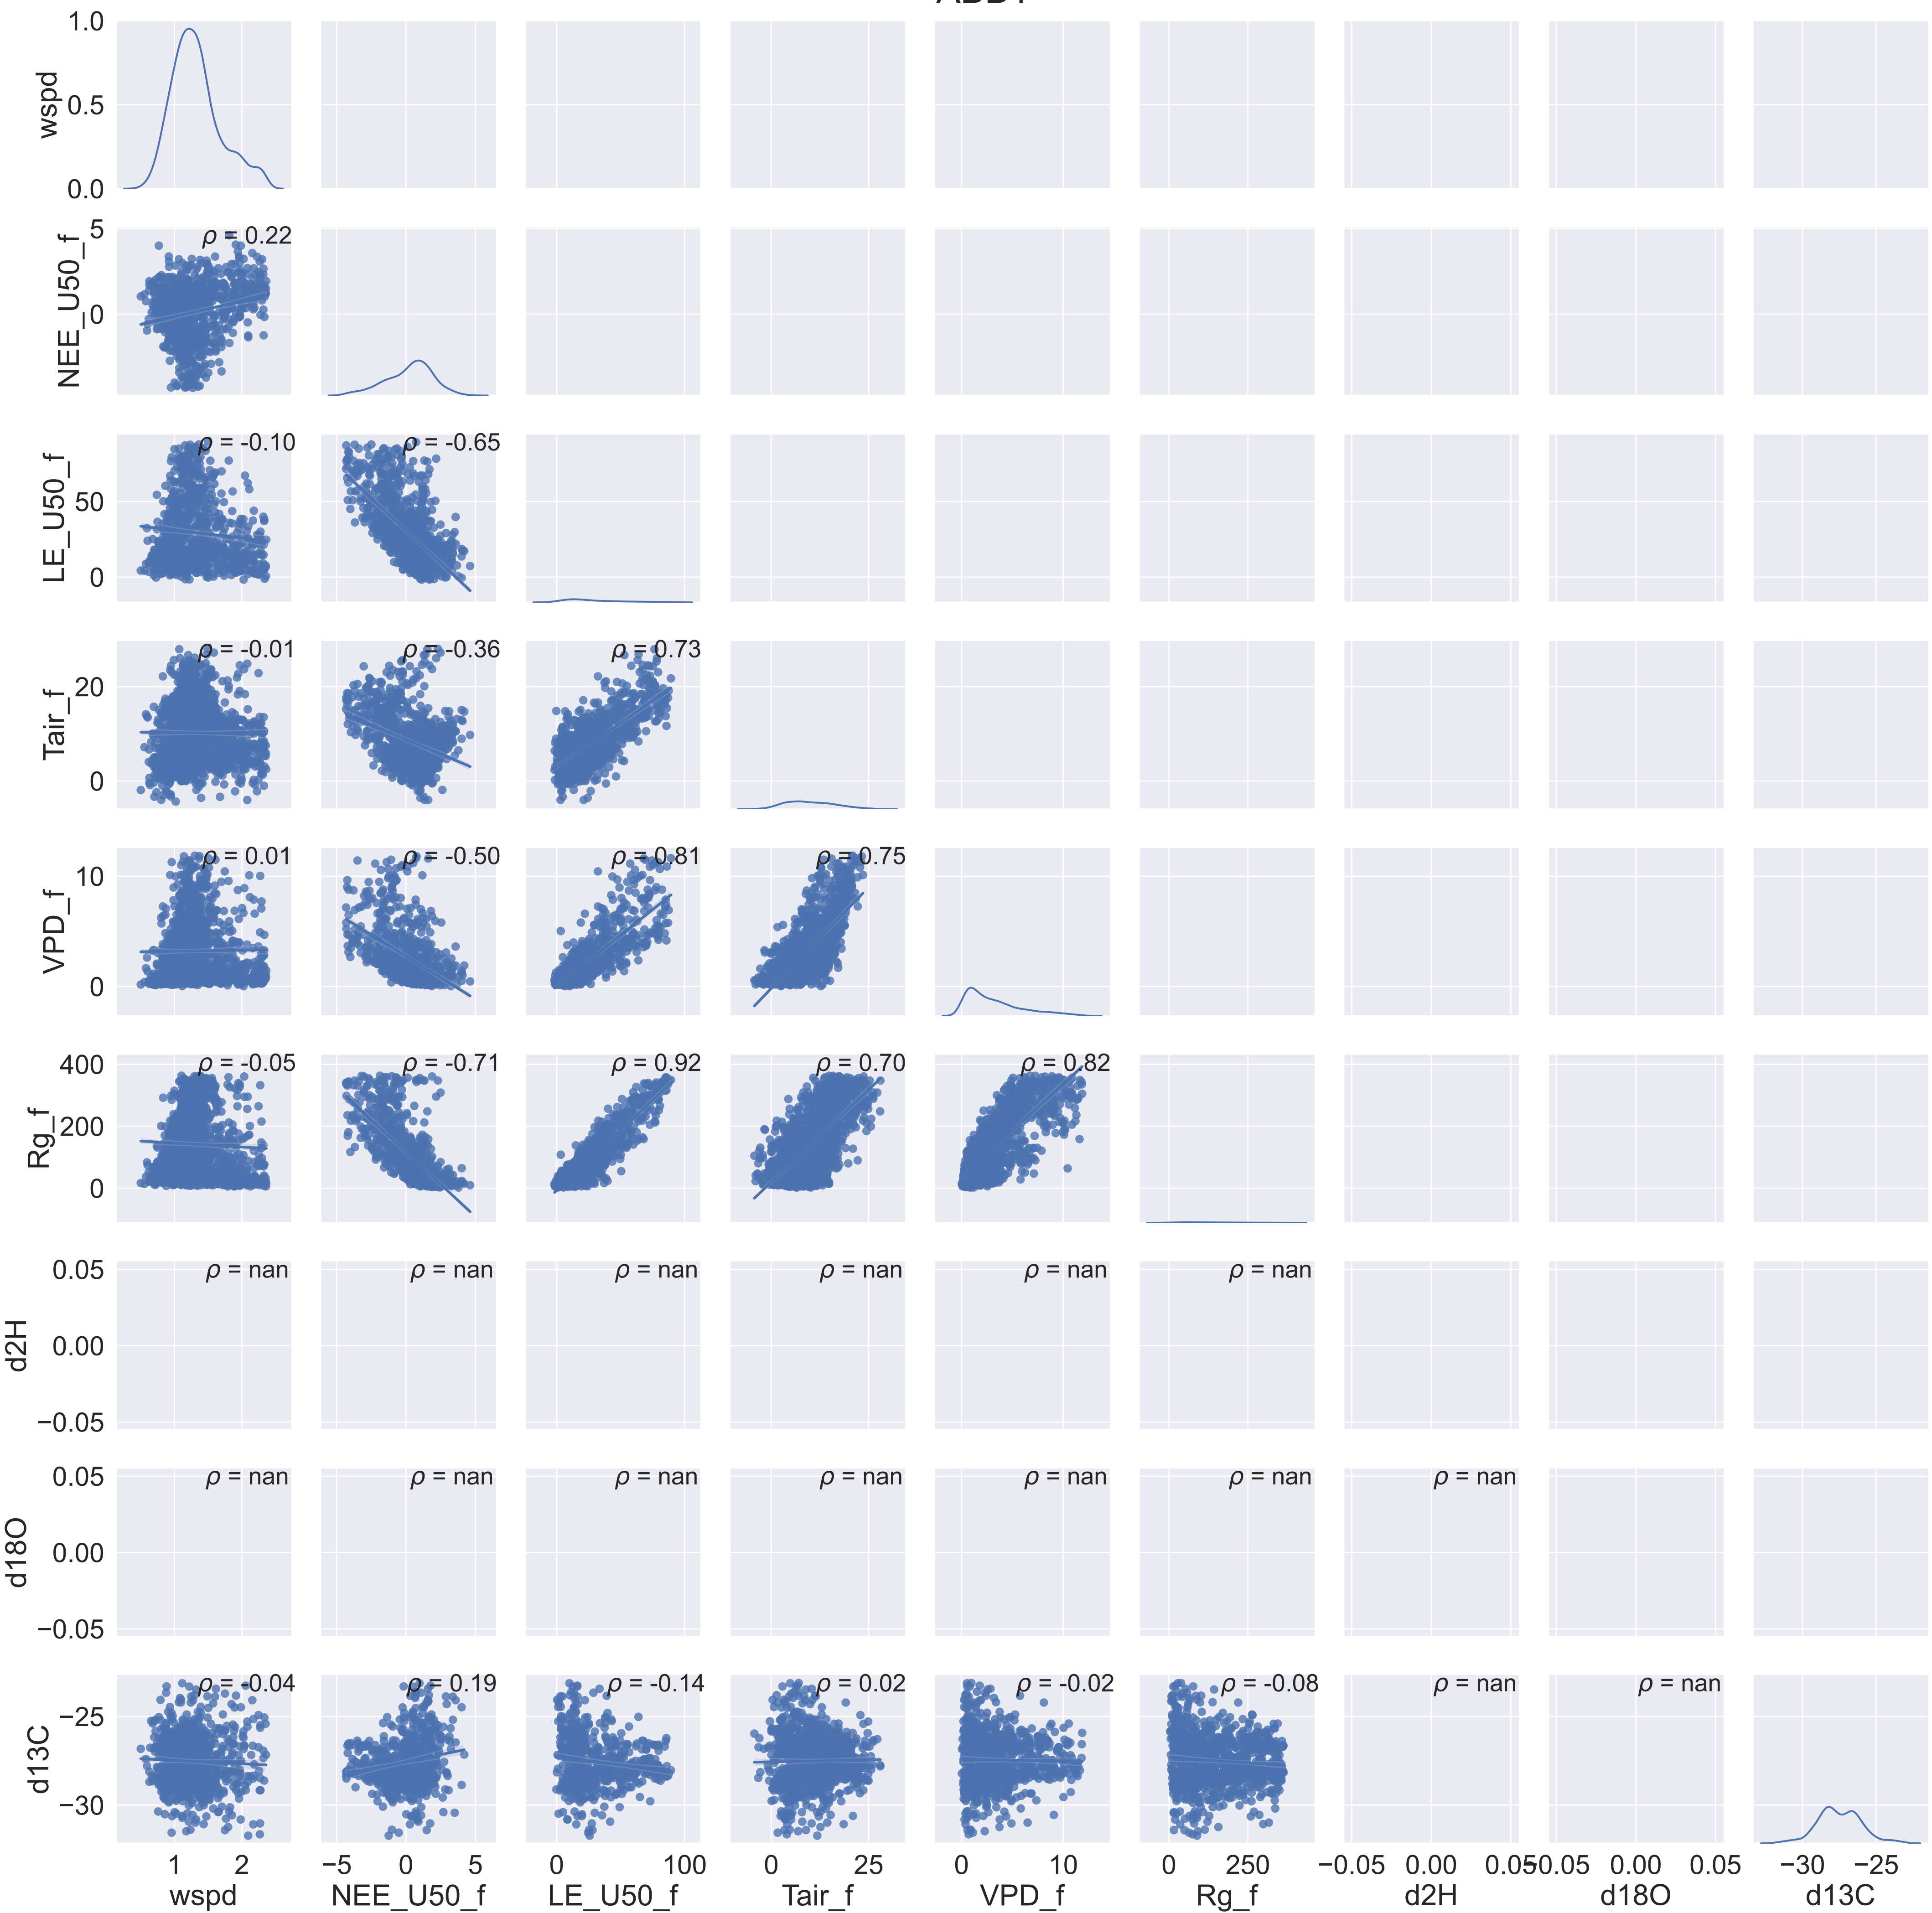 1.0
wspd
0.5
0.0
5
ρ = 0.22
NEE_U50_f
0
ρ = -0.10 ρ = -0.65
LE_U50_f
50
0
ρ = -0.01 ρ = -0.36 ρ = 0.73
Tair_f
20
0
ρ = 0.01 ρ = -0.50 ρ = 0.81 ρ = 0.75
VPD_f
10
0
400 ρ = -0.05 ρ = -0.71 ρ = 0.92 ρ = 0.70 ρ = 0.82
Rg_f
200
0
0.05 ρ = nan ρ = nan ρ = nan ρ = nan ρ = nan ρ = nan
d2H
0.00
−0.05
0.05 ρ = nan ρ = nan ρ = nan ρ = nan ρ = nan ρ = nan ρ = nan
d18O
0.00
−0.05
ρ = -0.04 ρ = 0.19 ρ = -0.14 ρ = 0.02 ρ = -0.02 ρ = -0.08 ρ = nan ρ = nan
d13C
−25
−30
1 2 −5 0 5 0 100 0 25 0 10 0 250 −0.05 0.00 0.05 −0.05 0.00 0.05 −30 −25
wspd NEE_U50_f LE_U50_f Tair_f VPD_f Rg_f d2H d18O d13C